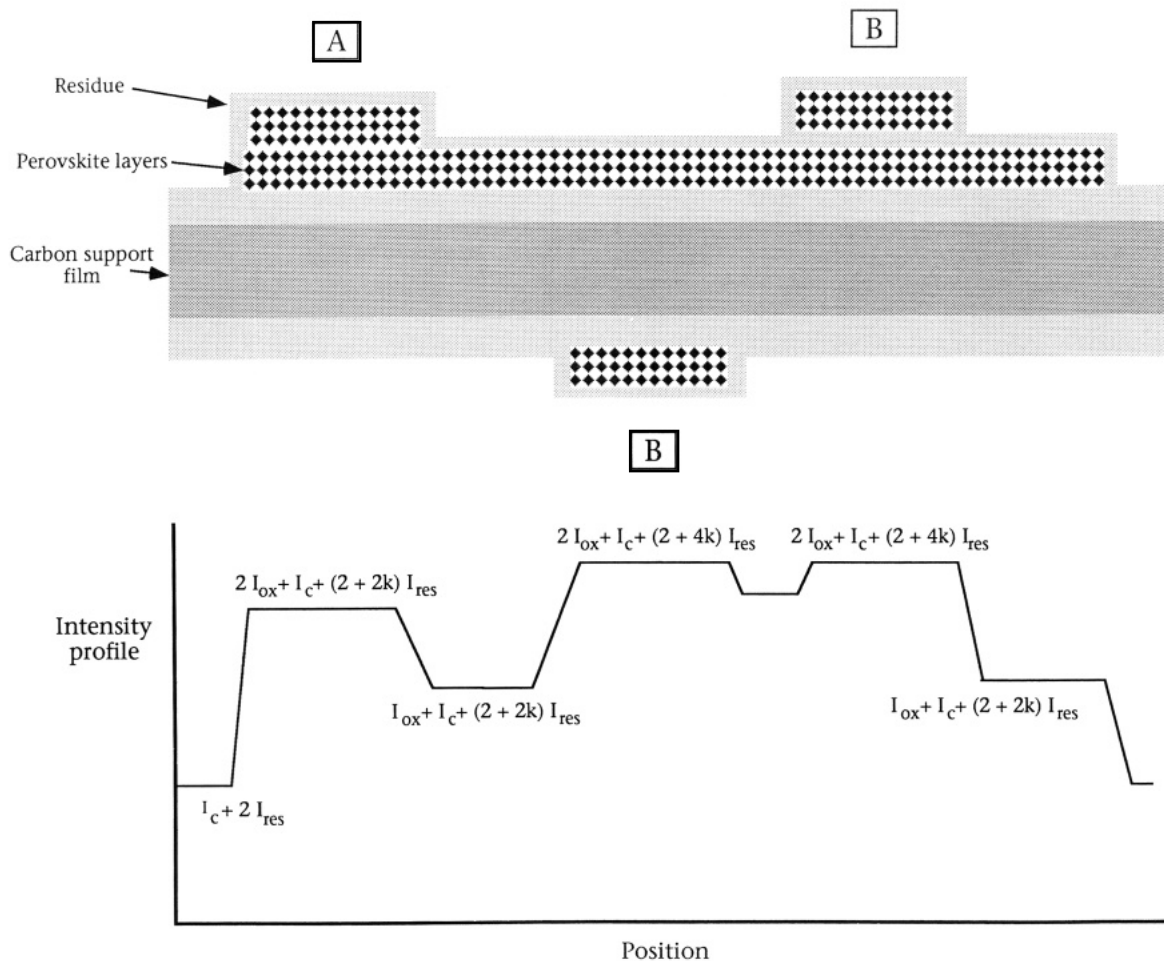 A
B
Residue
Perovskite layers
Carbon support
film
B
2 I_ox + I_c + (2 + 4k) I_res
2 I_ox + I_c + (2 + 4k) I_res
2 I_ox + I_c + (2 + 2k) I_res
Intensity
profile
I_ox + I_c + (2 + 2k) I_res
I_ox + I_c + (2 + 2k) I_res
I_c + 2 I_res
Position